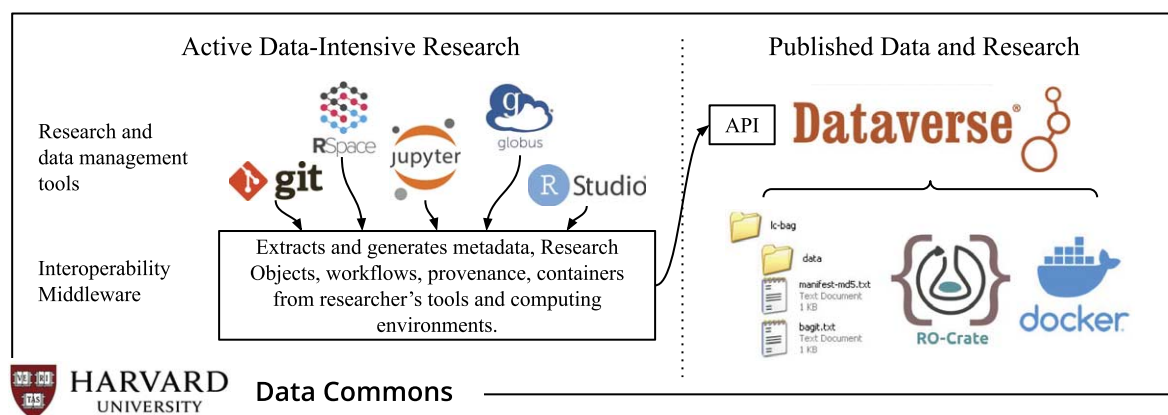 Active Data-Intensive Research
Published Data and Research
Research and
data management
tools
git
RSpace
jupyter
g
globus
R Studio
API
Dataverse®
Interoperability
Middleware
Extracts and generates metadata, Research
Objects, workflows, provenance, containers
from researcher's tools and computing
environments.
lc-bag
data
manifest-md5.txt
Text Document
1 KB
bagit.txt
Text Document
1 KB
RO-Crate
docker
VE RI
TAS
HARVARD
UNIVERSITY
Data Commons